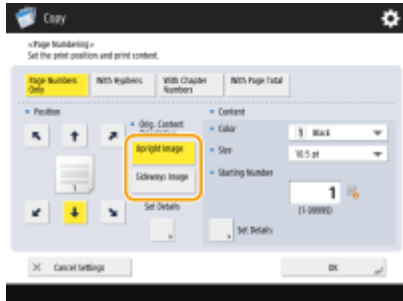 Copy
<Page Numbering>
Set the print position and print content.
Page Numbers Only
With Hyphens
With Chapter Numbers
With Page Total
Position
Orig. Content
Upright Image
Sideways Image
Set Details
Content
Color
1 Black
Size
10.5 pt
Starting Number
1
(1-99999)
Set Details
Cancel Settings
OK